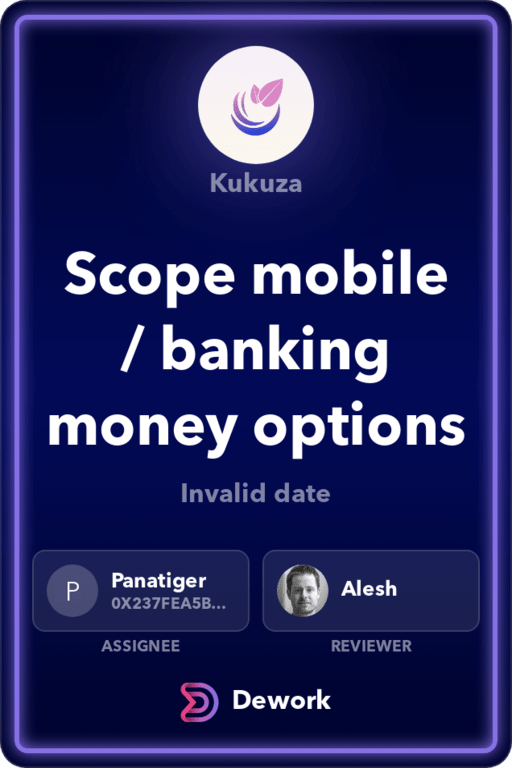 Kukuza
Scope mobile
/ banking
money options
Invalid date
P
Panatiger
0X237FEA5B...
Alesh
ASSIGNEE
REVIEWER
Dework